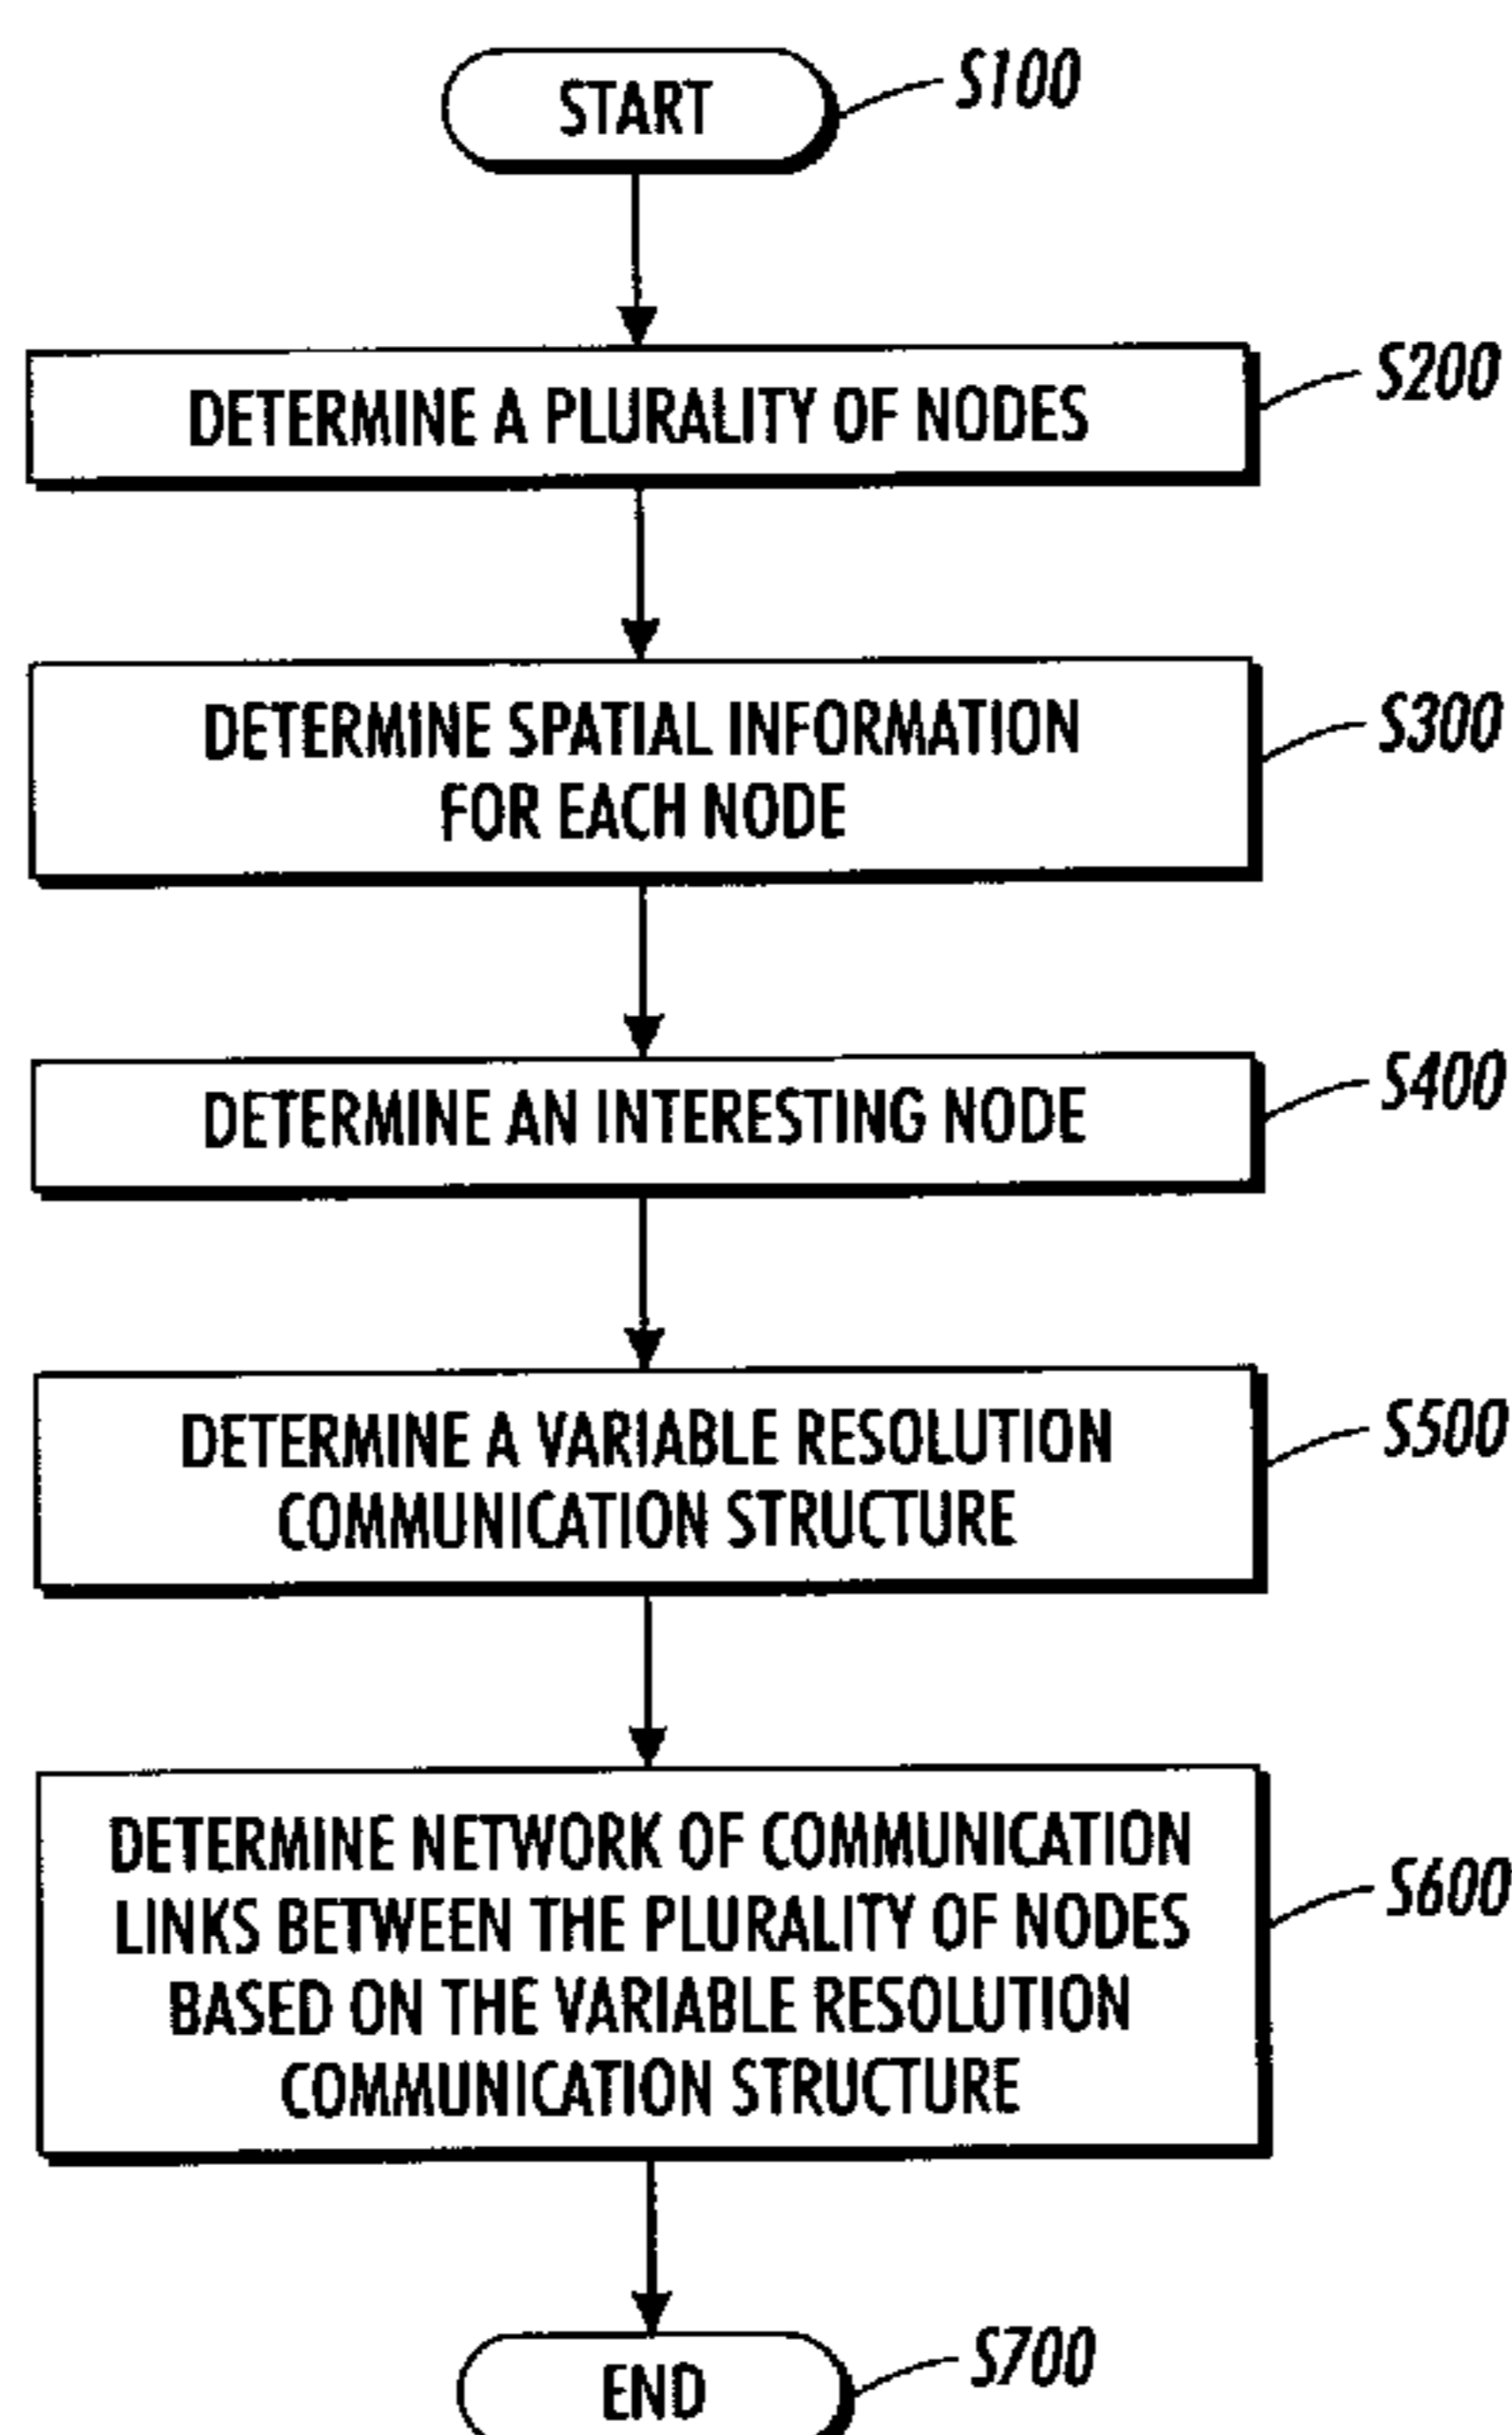 START
S100
DETERMINE A PLURALITY OF NODES
S200
DETERMINE SPATIAL INFORMATION
FOR EACH NODE
S300
DETERMINE AN INTERESTING NODE
S400
DETERMINE A VARIABLE RESOLUTION
COMMUNICATION STRUCTURE
S500
DETERMINE NETWORK OF COMMUNICATION
LINKS BETWEEN THE PLURALITY OF NODES
BASED ON THE VARIABLE RESOLUTION
COMMUNICATION STRUCTURE
S600
END
S700